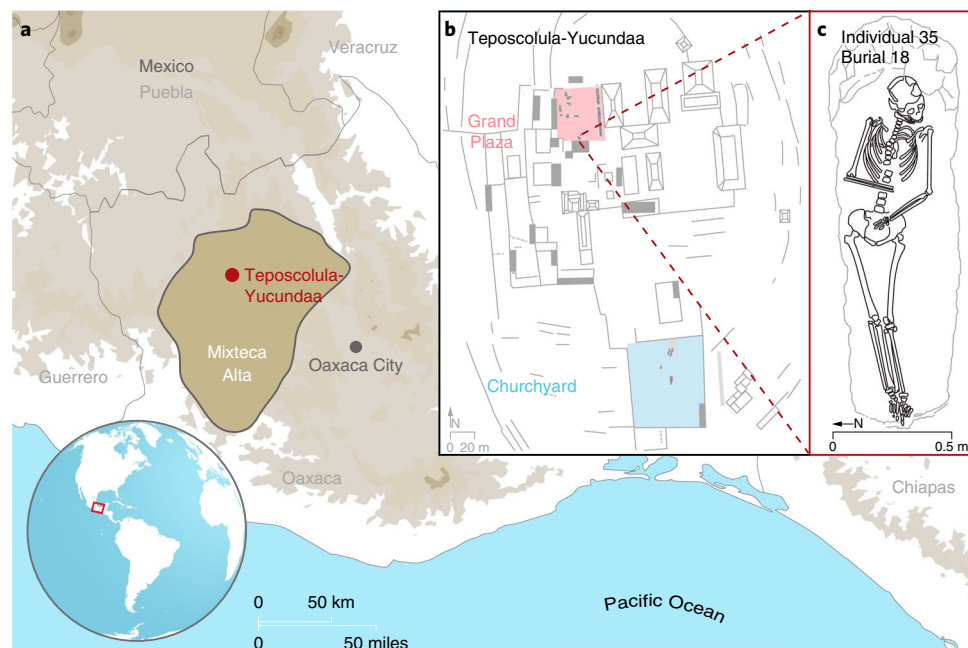 a
Veracruz
Mexico
Puebla
Teposcolula-
Yucundaa
Mixteca
Alta
Oaxaca City
Guerrero
Oaxaca
Chiapas
Pacific Ocean
0 50 km
0 50 miles
b
Teposcolula-Yucundaa
Grand
Plaza
Churchyard
N
0 20 m
c
Individual 35
Burial 18
N
0 0.5 m